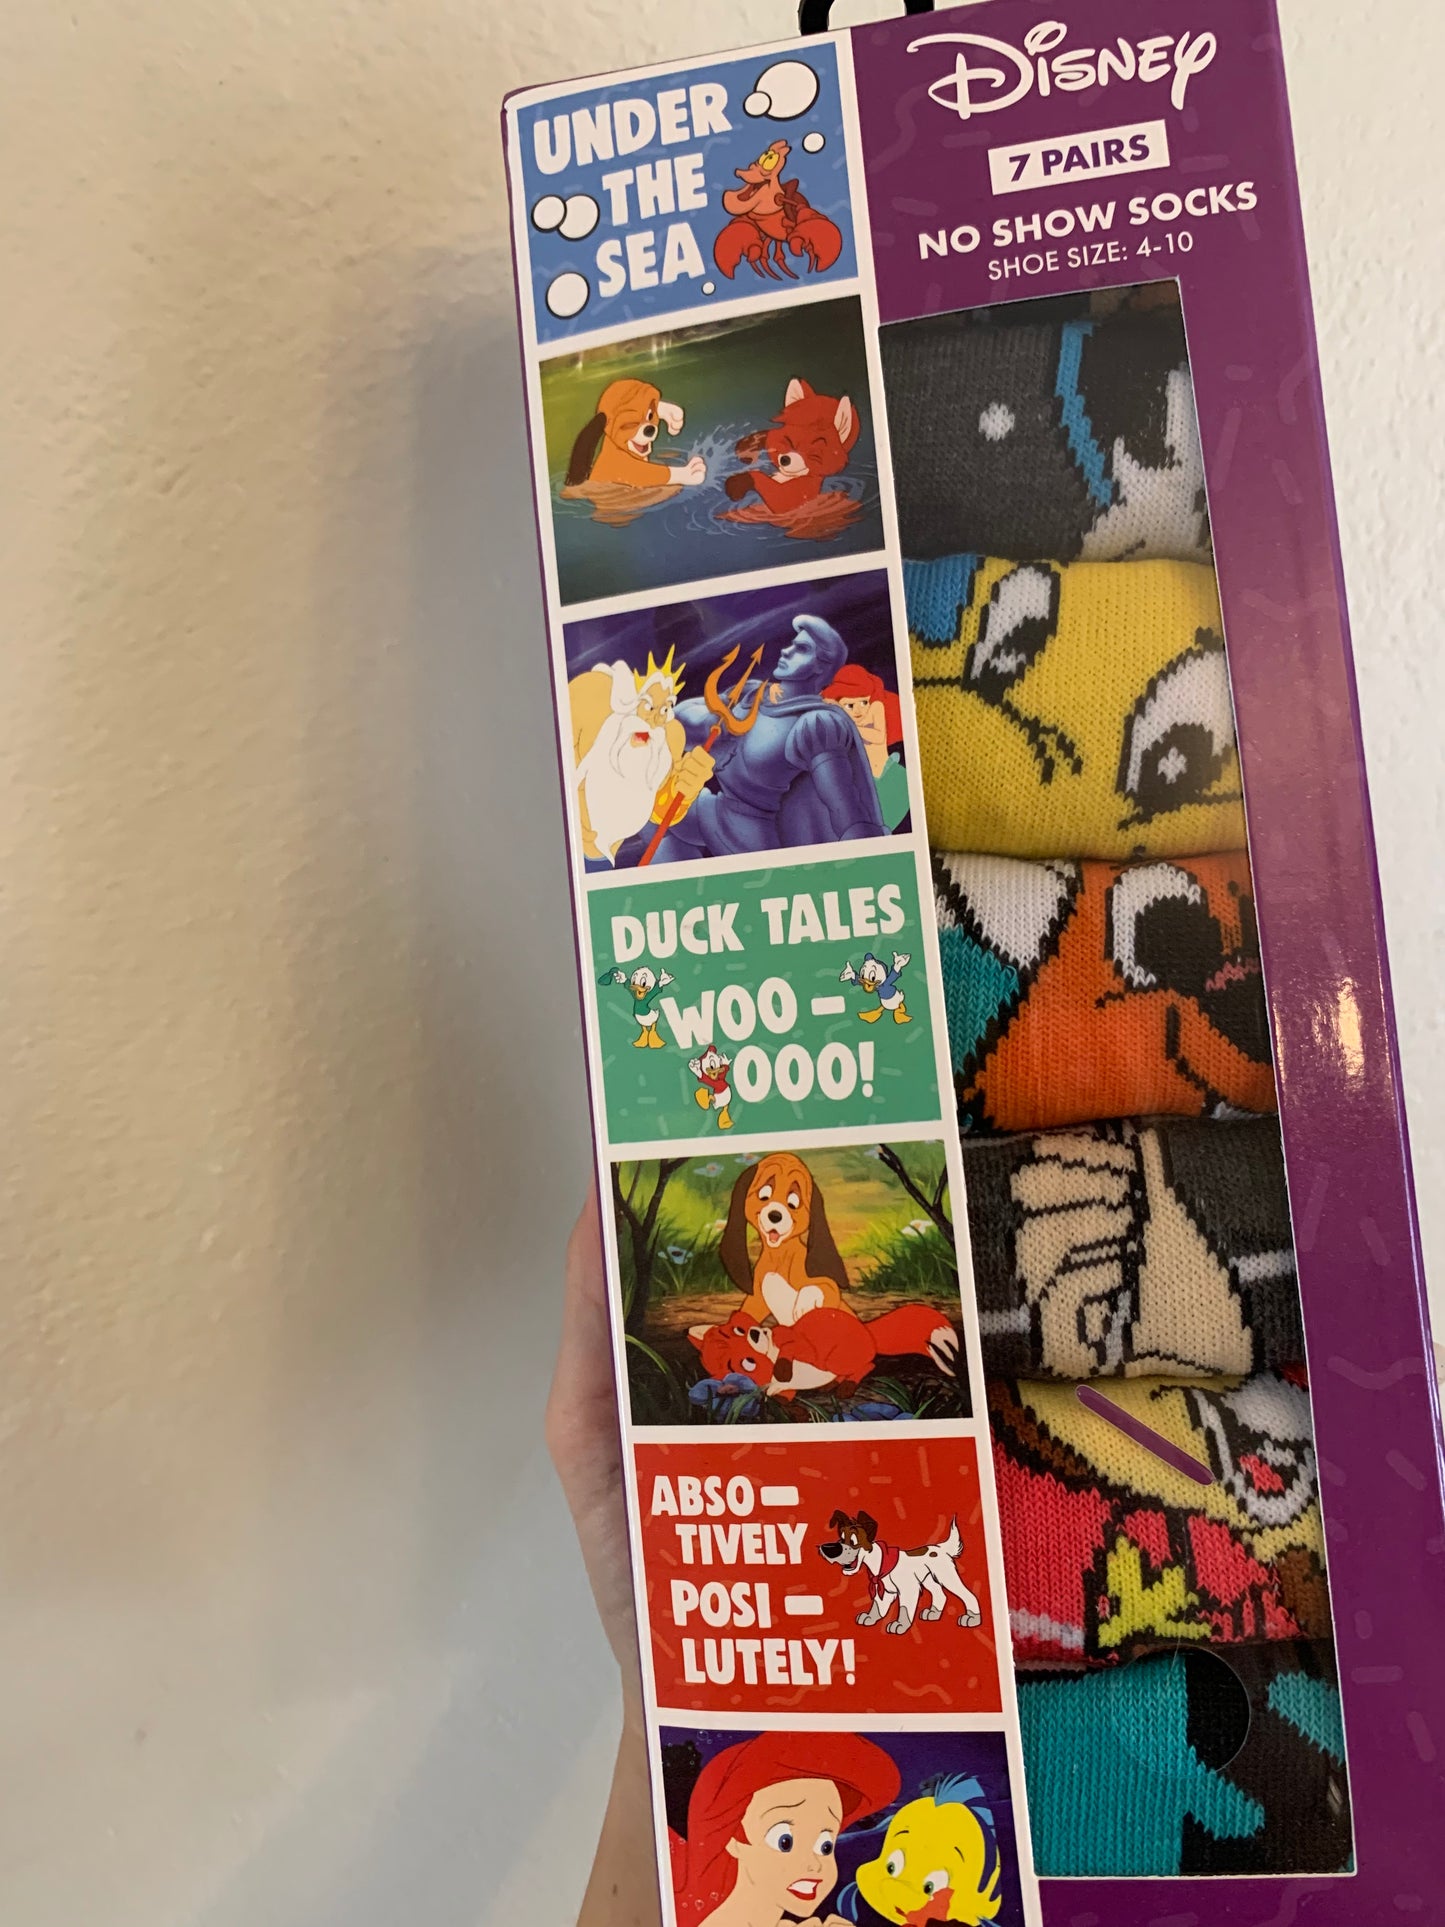 UNDER
THE
SEA
DUCK TALES
WOO-
OOO!
ABSO-
TIVELY
POSI-
LUTELY!
Disney
7 PAIRS
NO SHOW SOCKS
SHOE SIZE: 4-10